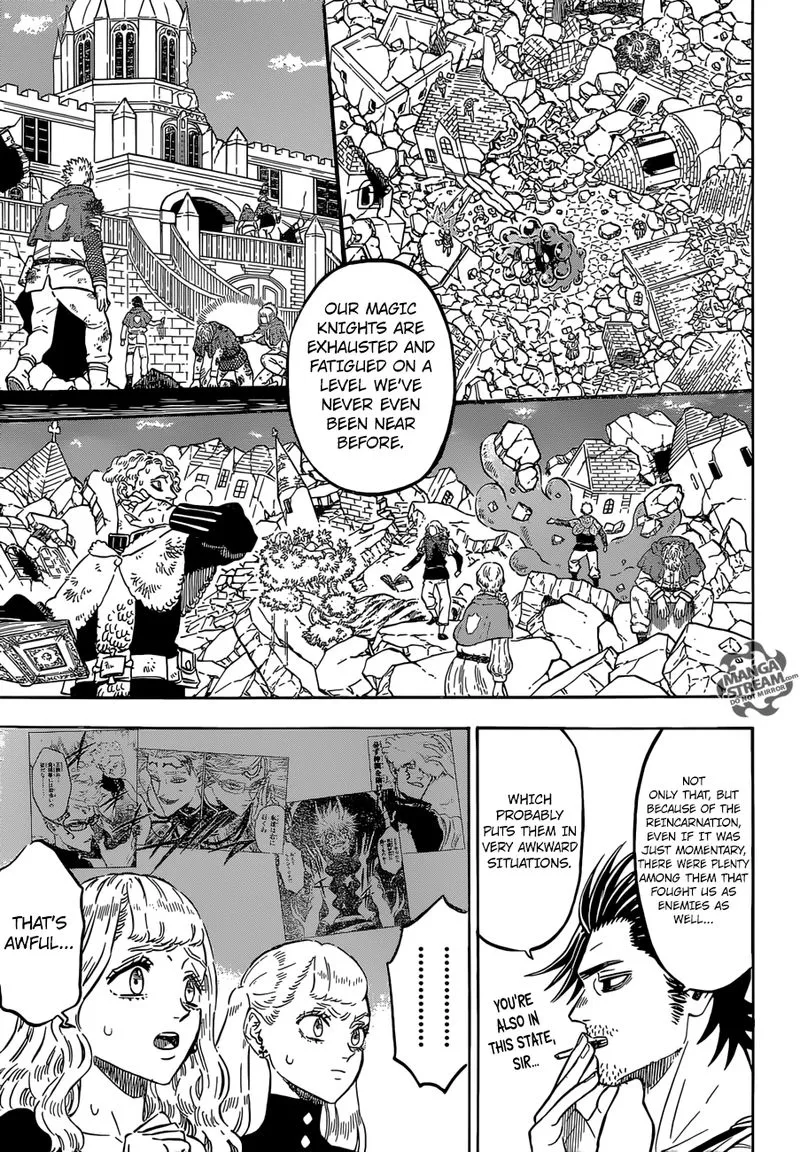 OUR MAGIC
KNIGHTS ARE
EXHAUSTED AND
FATIGUED ON A
LEVEL WE'VE
NEVER EVEN
BEEN NEAR
BEFORE.
MANGA
STREAM.COM
DO NOT MIRROR
NOT
ONLY THAT, BUT
BECAUSE OF THE
REINCARNATION,
EVEN IF IT WAS
JUST MOMENTARY,
THERE WERE PLENTY
AMONG THEM THAT
FOUGHT US AS
ENEMIES AS
WELL...
WHICH
PROBABLY
PUTS THEM IN
VERY AWKWARD
SITUATIONS.
YOU'RE
ALSO IN
THIS STATE,
SIR...
THAT'S
AWFUL...